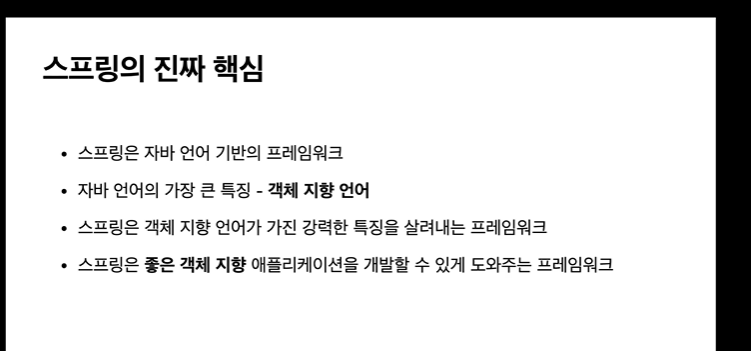 스프링의 진짜 핵심
• 스프링은 자바 언어 기반의 프레임워크
• 자바 언어의 가장 큰 특징 - 객체 지향 언어
• 스프링은 객체 지향 언어가 가진 강력한 특징을 살려내는 프레임워크
• 스프링은 좋은 객체 지향 애플리케이션을 개발할 수 있게 도와주는 프레임워크